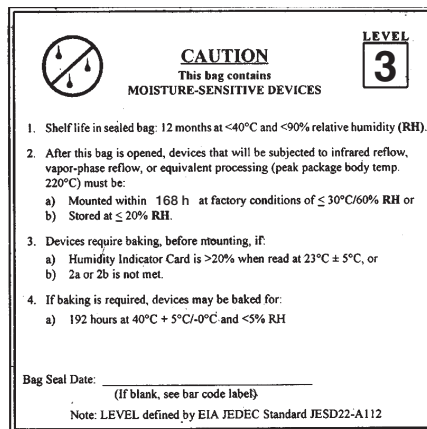 LEVEL
3
CAUTION
This bag contains
MOISTURE-SENSITIVE DEVICES
1. Shelf life in sealed bag: 12 months at <40°C and <90% relative humidity (RH).
2. After this bag is opened, devices that will be subjected to infrared reflow,
vapor-phase reflow, or equivalent processing (peak package body temp.
220°C) must be:
a) Mounted within 168 h at factory conditions of ≤ 30°C/60% RH or
b) Stored at ≤ 20% RH.
3. Devices require baking, before mounting, if:
a) Humidity Indicator Card is >20% when read at 23°C ± 5°C, or
b) 2a or 2b is not met.
4. If baking is required, devices may be baked for:
a) 192 hours at 40°C + 5°C/-0°C and <5% RH
Bag Seal Date:
(If blank, see bar code label)
Note: LEVEL defined by EIA JEDEC Standard JESD22-A112